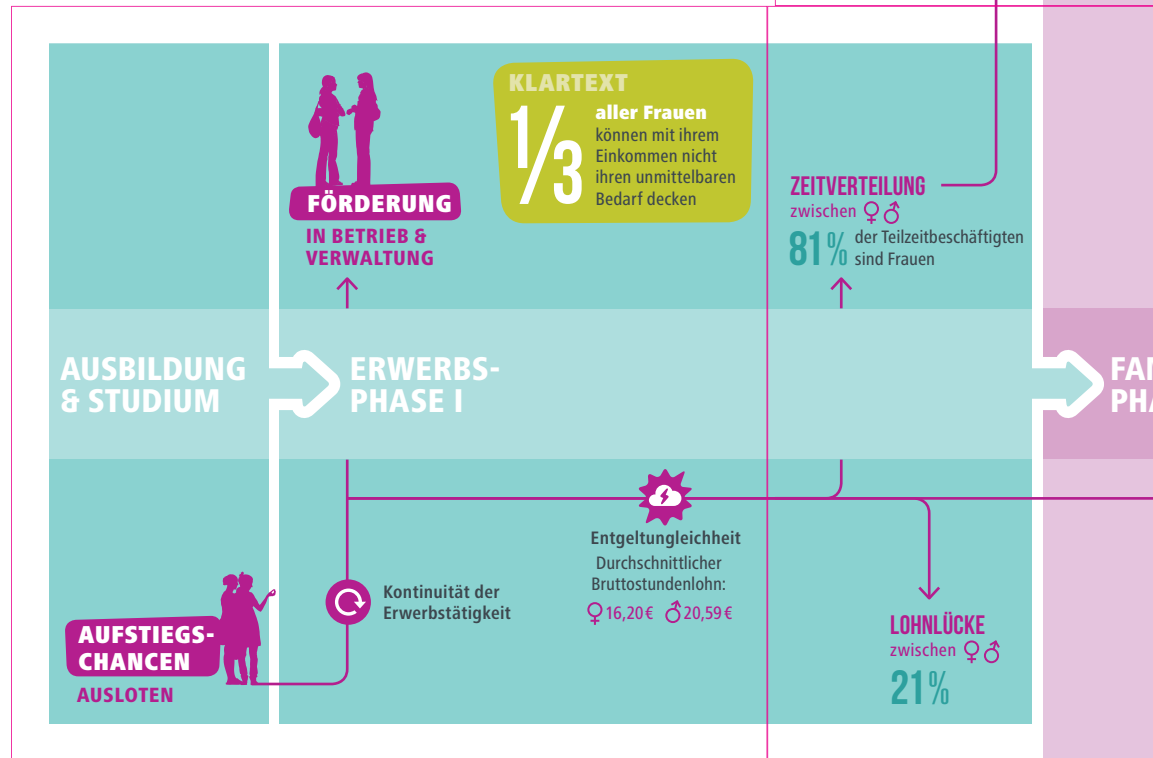 KLARTEXT
1/3
aller Frauen
können mit ihrem
Einkommen nicht
ihren unmittelbaren
Bedarf decken
FÖRDERUNG
IN BETRIEB &
VERWALTUNG
ZEITVERTEILUNG
zwischen ♀ ♂
81 % der Teilzeitbeschäftigten
sind Frauen
AUSBILDUNG
& STUDIUM
ERWERBS-
PHASE I
Entgeltungleichheit
Durchschnittlicher
Bruttostundenlohn:
♀ 16,20 € ♂ 20,59 €
Kontinuität der
Erwerbstätigkeit
AUFSTIEGS-
CHANCEN
AUSLOTEN
LOHNLÜCKE
zwischen ♀ ♂
21 %